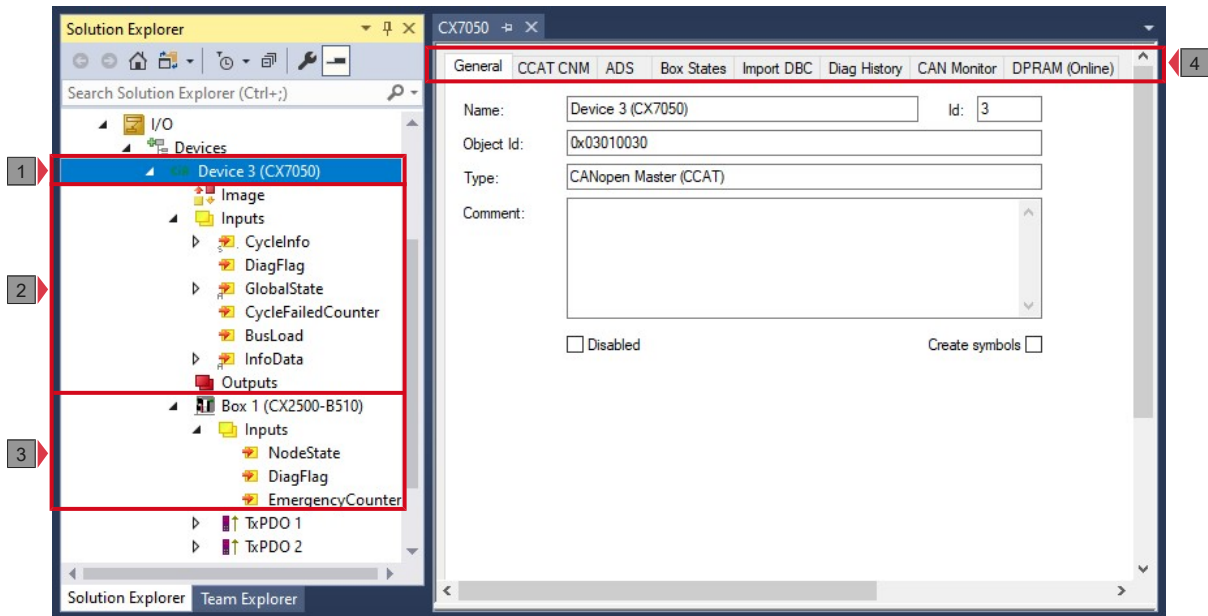 Solution Explorer
Search Solution Explorer (Ctrl+;)
I/O
Devices
1
Device 3 (CX7050)
Image
Inputs
CycleInfo
DiagFlag
2
GlobalState
CycleFailedCounter
BusLoad
InfoData
Outputs
Box 1 (CX2500-B510)
Inputs
3
NodeState
DiagFlag
EmergencyCounter
TxPDO 1
TxPDO 2
Solution Explorer Team Explorer
CX7050
General CCAT CNM ADS Box States Import DBC Diag History CAN Monitor DPRAM (Online)
4
Name: Device 3 (CX7050) Id: 3
Object Id: 0x03010030
Type: CANopen Master (CCAT)
Comment:
Disabled Create symbols